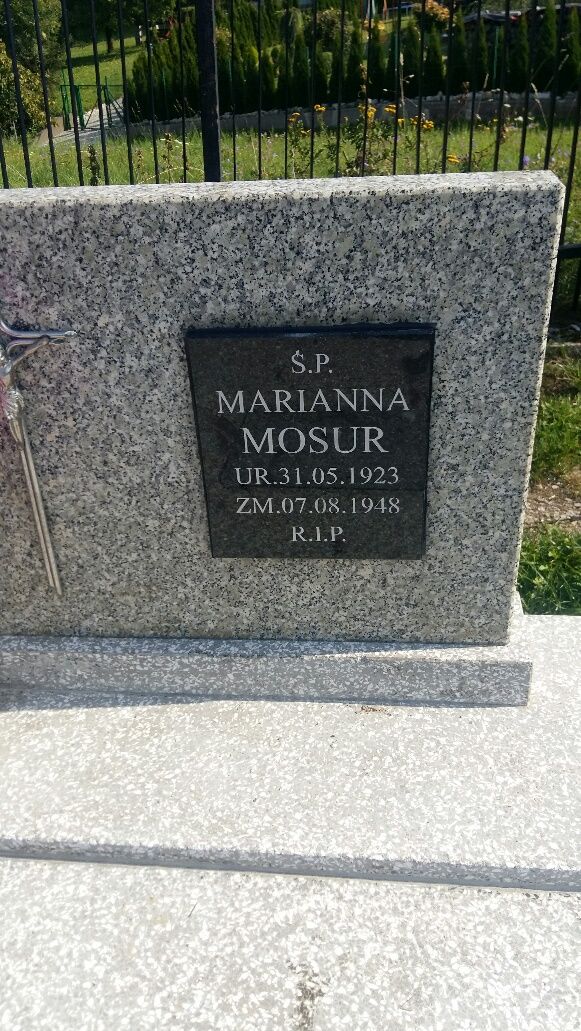 Ś.P.
MARIANNA
MOSUR
UR.31.05.1923
ZM.07.08.1948
R.I.P.